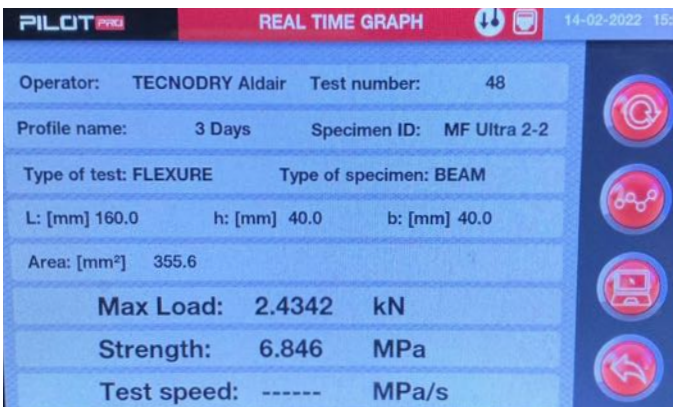 PILOT PRO REAL TIME GRAPH 14-02-2022 15:
Operator: TECNODRY Aldair Test number: 48
Profile name: 3 Days Specimen ID: MF Ultra 2-2
Type of test: FLEXURE Type of specimen: BEAM
L: [mm] 160.0 h: [mm] 40.0 b: [mm] 40.0
Area: [mm²] 355.6
Max Load: 2.4342 kN
Strength: 6.846 MPa
Test speed: ------ MPa/s